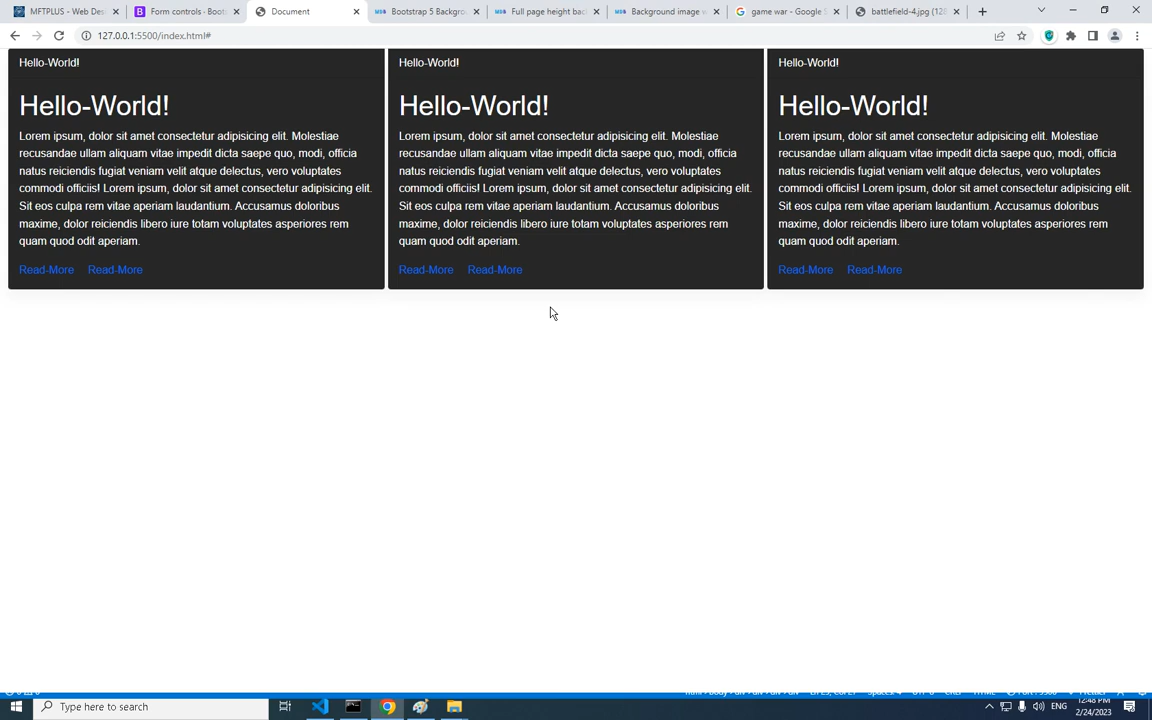 MFTPLUS - Web Des
Form controls · Boots
Document
Bootstrap 5 Backgro
Full page height bac
Background image w
game war - Google S
battlefield-4.jpg (128
127.0.0.1:5500/index.html#
Hello-World!
Hello-World!
Lorem ipsum, dolor sit amet consectetur adipisicing elit. Molestiae
recusandae ullam aliquam vitae impedit dicta saepe quo, modi, officia
natus reiciendis fugiat veniam velit atque delectus, vero voluptates
commodi officiis! Lorem ipsum, dolor sit amet consectetur adipisicing elit.
Sit eos culpa rem vitae aperiam laudantium. Accusamus doloribus
maxime, dolor reiciendis libero iure totam voluptates asperiores rem
quam quod odit aperiam.
Read-More Read-More
Hello-World!
Hello-World!
Lorem ipsum, dolor sit amet consectetur adipisicing elit. Molestiae
recusandae ullam aliquam vitae impedit dicta saepe quo, modi, officia
natus reiciendis fugiat veniam velit atque delectus, vero voluptates
commodi officiis! Lorem ipsum, dolor sit amet consectetur adipisicing elit.
Sit eos culpa rem vitae aperiam laudantium. Accusamus doloribus
maxime, dolor reiciendis libero iure totam voluptates asperiores rem
quam quod odit aperiam.
Read-More Read-More
Hello-World!
Hello-World!
Lorem ipsum, dolor sit amet consectetur adipisicing elit. Molestiae
recusandae ullam aliquam vitae impedit dicta saepe quo, modi, officia
natus reiciendis fugiat veniam velit atque delectus, vero voluptates
commodi officiis! Lorem ipsum, dolor sit amet consectetur adipisicing elit.
Sit eos culpa rem vitae aperiam laudantium. Accusamus doloribus
maxime, dolor reiciendis libero iure totam voluptates asperiores rem
quam quod odit aperiam.
Read-More Read-More
Type here to search
ENG
12:48 PM
2/24/2023